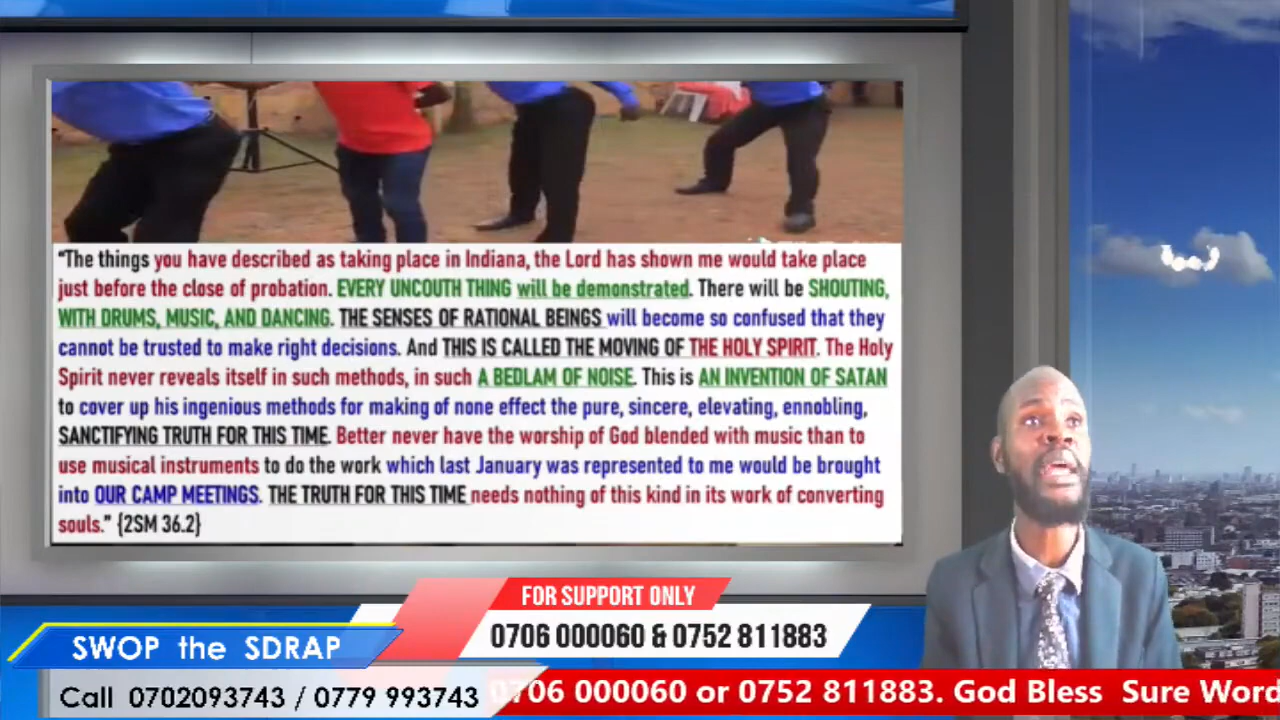 “The things you have described as taking place in Indiana, the Lord has shown me would take place
just before the close of probation. EVERY UNCOUTH THING will be demonstrated. There will be SHOUTING,
WITH DRUMS, MUSIC, AND DANCING. THE SENSES OF RATIONAL BEINGS will become so confused that they
cannot be trusted to make right decisions. And THIS IS CALLED THE MOVING OF THE HOLY SPIRIT. The Holy
Spirit never reveals itself in such methods, in such A BEDLAM OF NOISE. This is AN INVENTION OF SATAN
to cover up his ingenious methods for making of none effect the pure, sincere, elevating, ennobling,
SANCTIFYING TRUTH FOR THIS TIME. Better never have the worship of God blended with music than to
use musical instruments to do the work which last January was represented to me would be brought
into OUR CAMP MEETINGS. THE TRUTH FOR THIS TIME needs nothing of this kind in its work of converting
souls.” {2SM 36.2}
FOR SUPPORT ONLY
0706 000060 & 0752 811883
SWOP the SDRAP
Call 0702093743 / 0779 993743
0706 000060 or 0752 811883. God Bless Sure Word